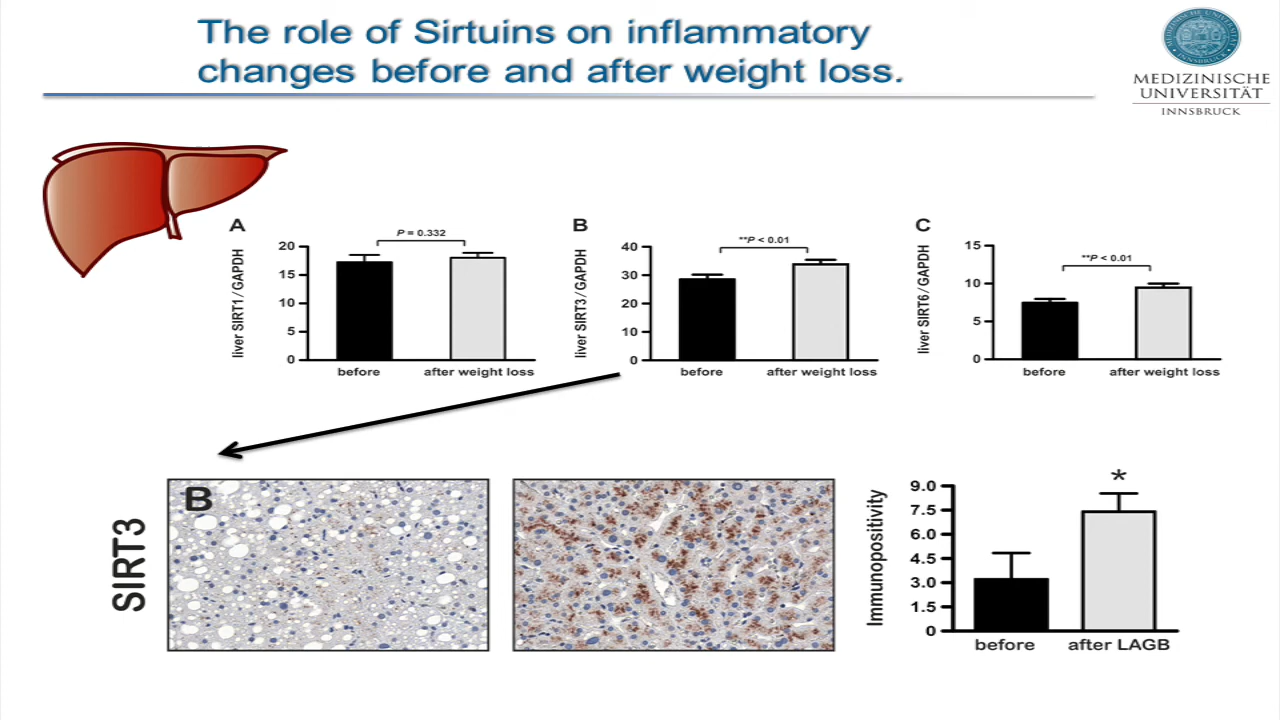 The role of Sirtuins on inflammatory
changes before and after weight loss.
MEDIZINISCHE
UNIVERSITÄT
INNSBRUCK
A
P = 0.332
liver SIRT1 / GAPDH
20
15
10
5
0
before
after weight loss
B
**P < 0.01
liver SIRT3 / GAPDH
40
30
20
10
0
before
after weight loss
C
**P < 0.01
liver SIRT6 / GAPDH
15
10
5
0
before
after weight loss
SIRT3
B
*
Immunopositivity
9.0
7.5
6.0
4.5
3.0
1.5
0
before
after LAGB